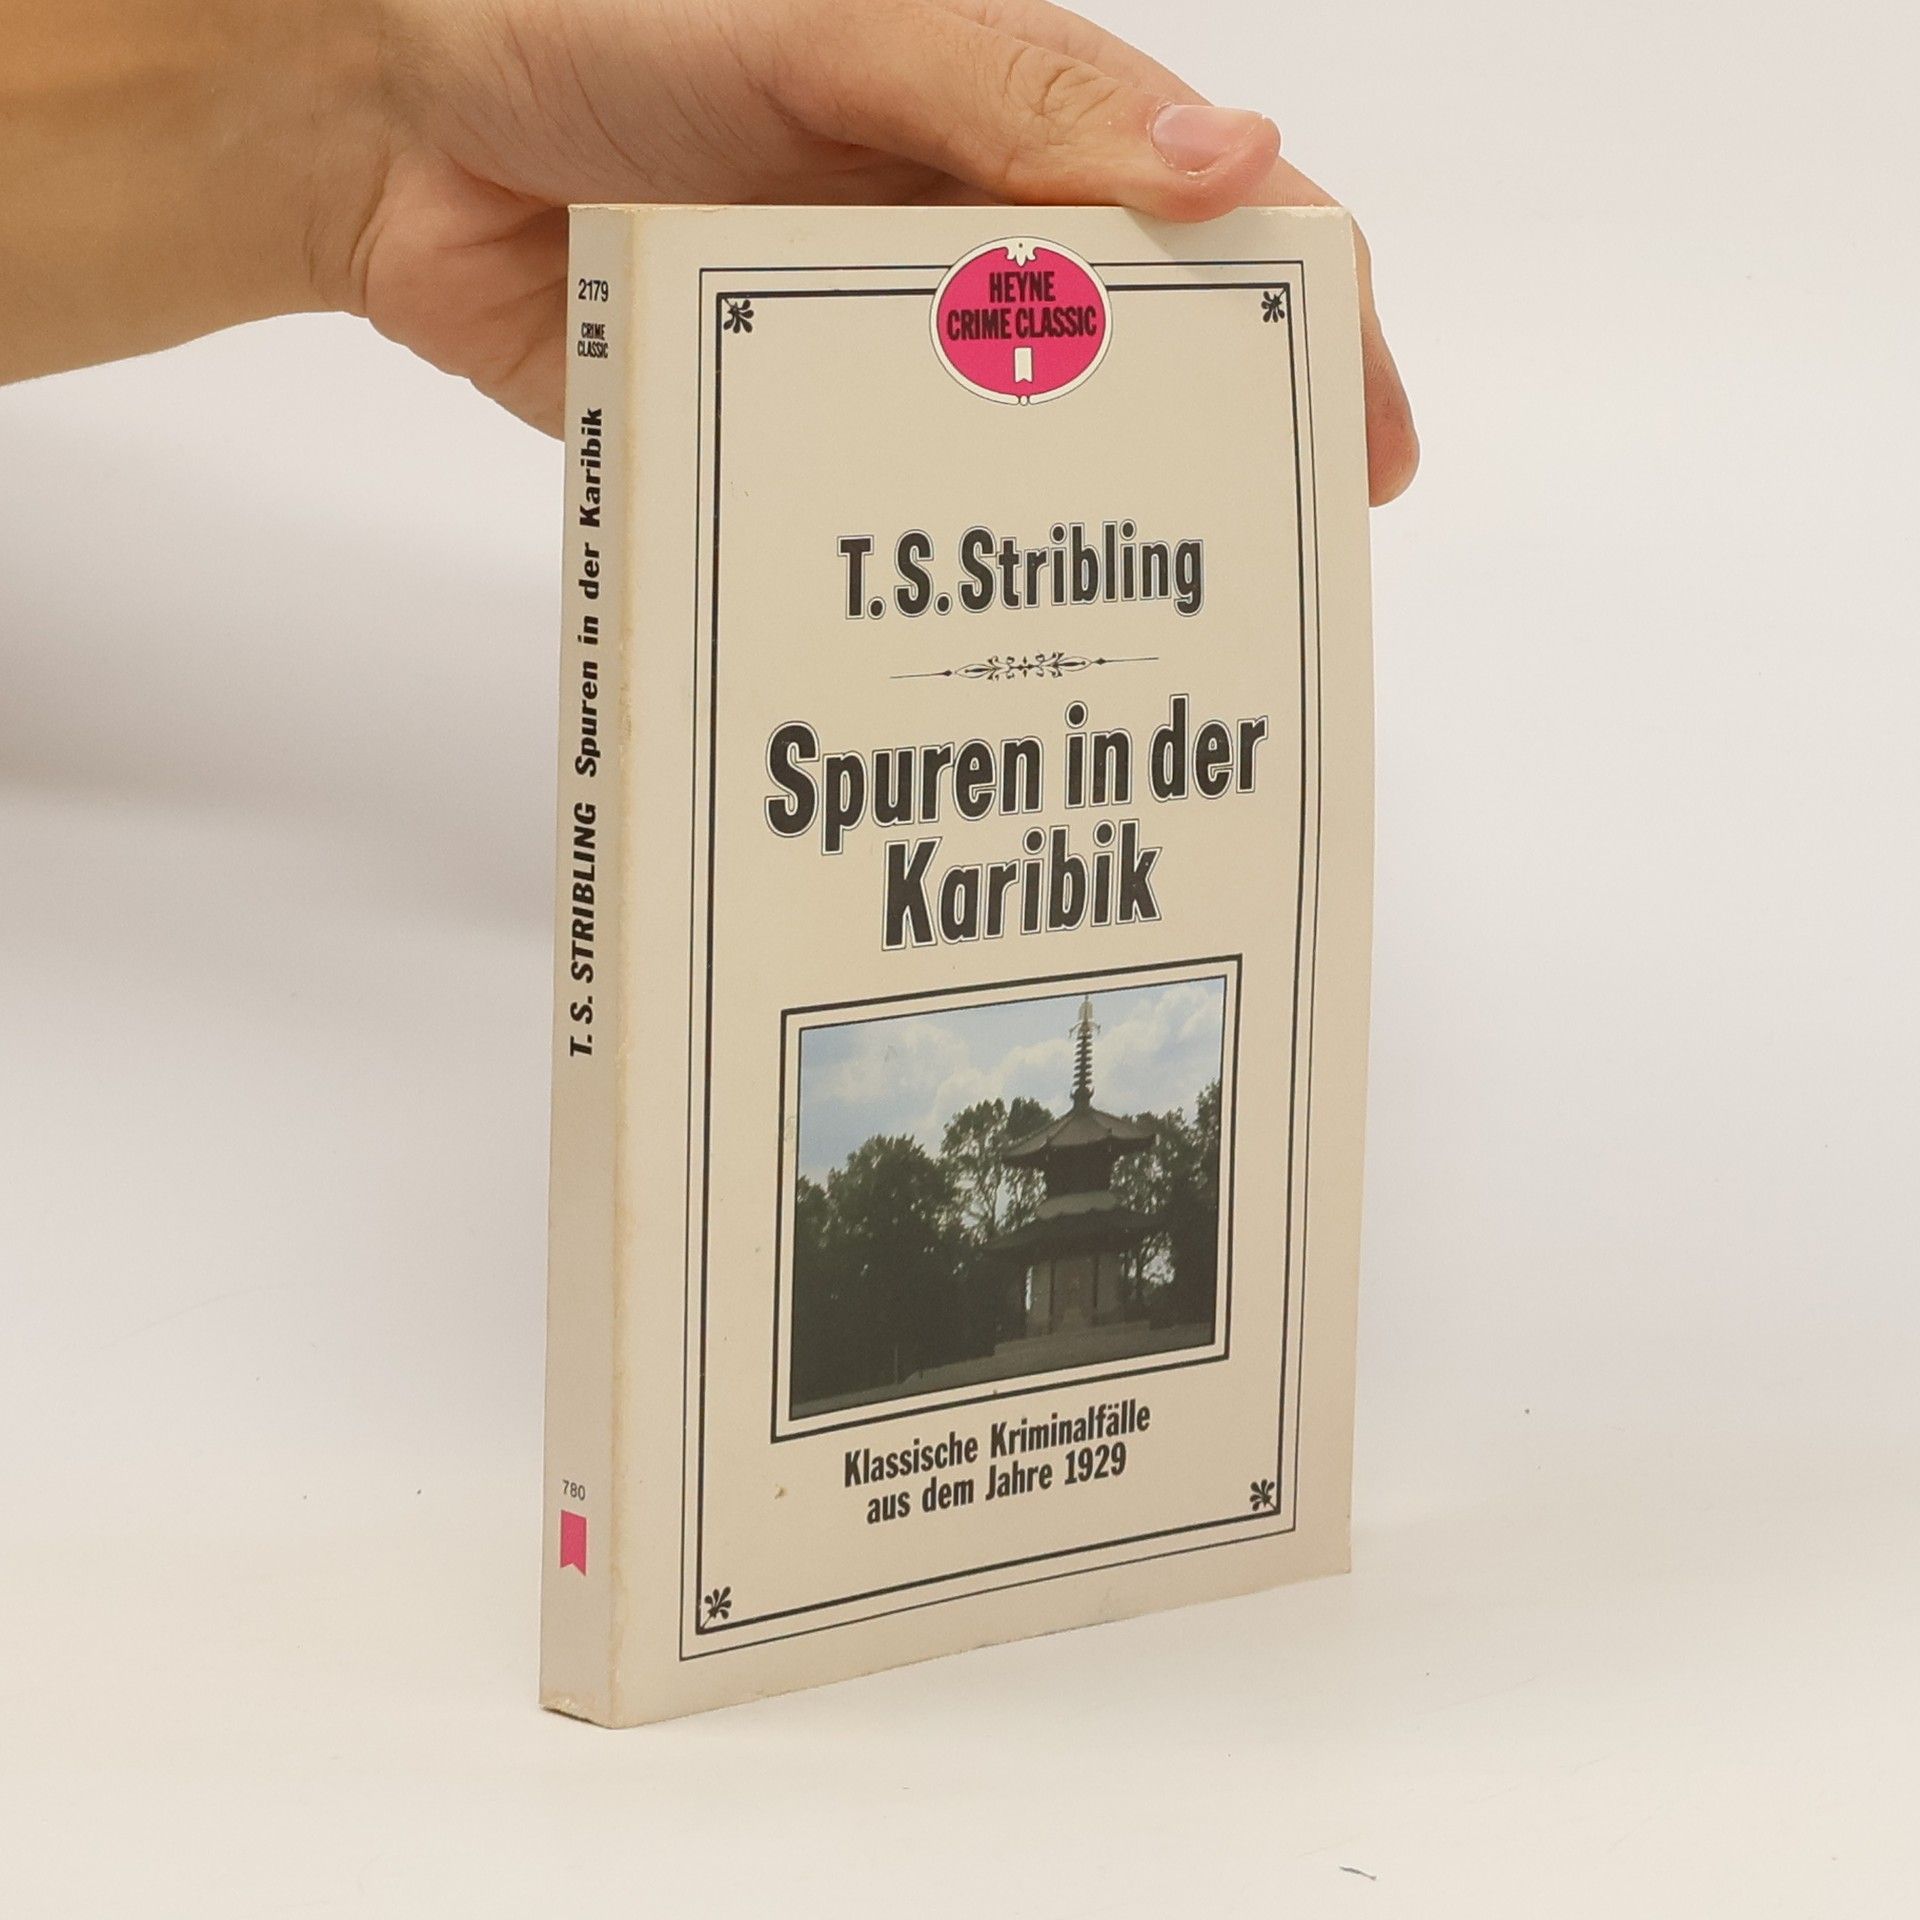 2179
CRIME
CLASSIC
T. S. STRIBLING Spuren in der Karibik
780
HEYNE
CRIME CLASSIC
T. S. Stribling
Spuren in der
Karibik
Klassische Kriminalfälle
aus dem Jahre 1929